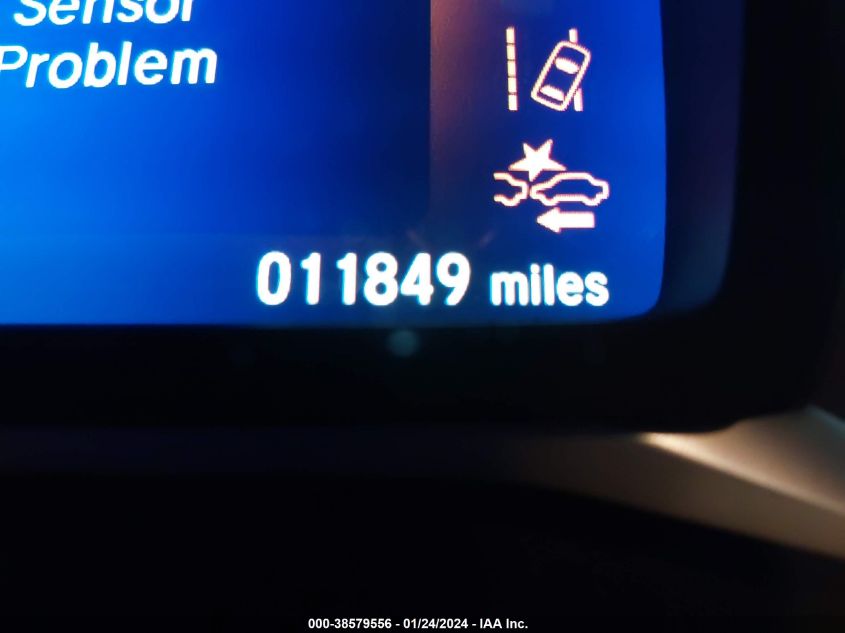 Sensor
Problem
011849 miles
000-38579556 - 01/24/2024 - IAA Inc.